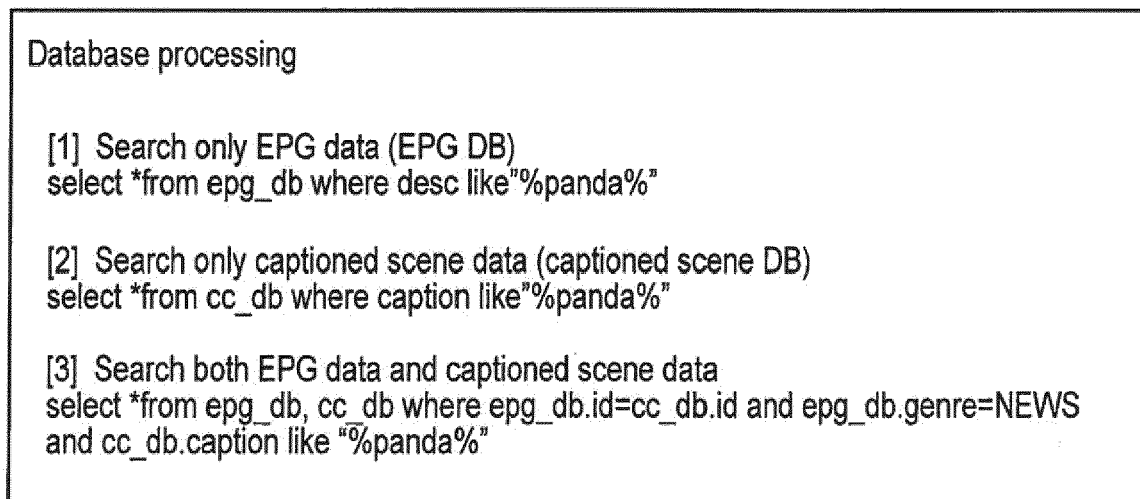 Database processing
[1] Search only EPG data (EPG DB)
select *from epg_db where desc like"%panda%"
[2] Search only captioned scene data (captioned scene DB)
select *from cc_db where caption like"%panda%"
[3] Search both EPG data and captioned scene data
select *from epg_db, cc_db where epg_db.id=cc_db.id and epg_db.genre=NEWS
and cc_db.caption like “%panda%”